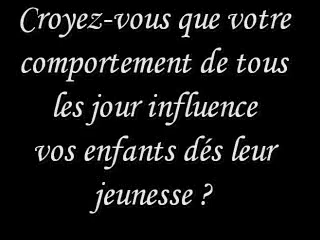 Croyez-vous que votre
comportement de tous
les jour influence
vos enfants dés leur
jeunesse ?